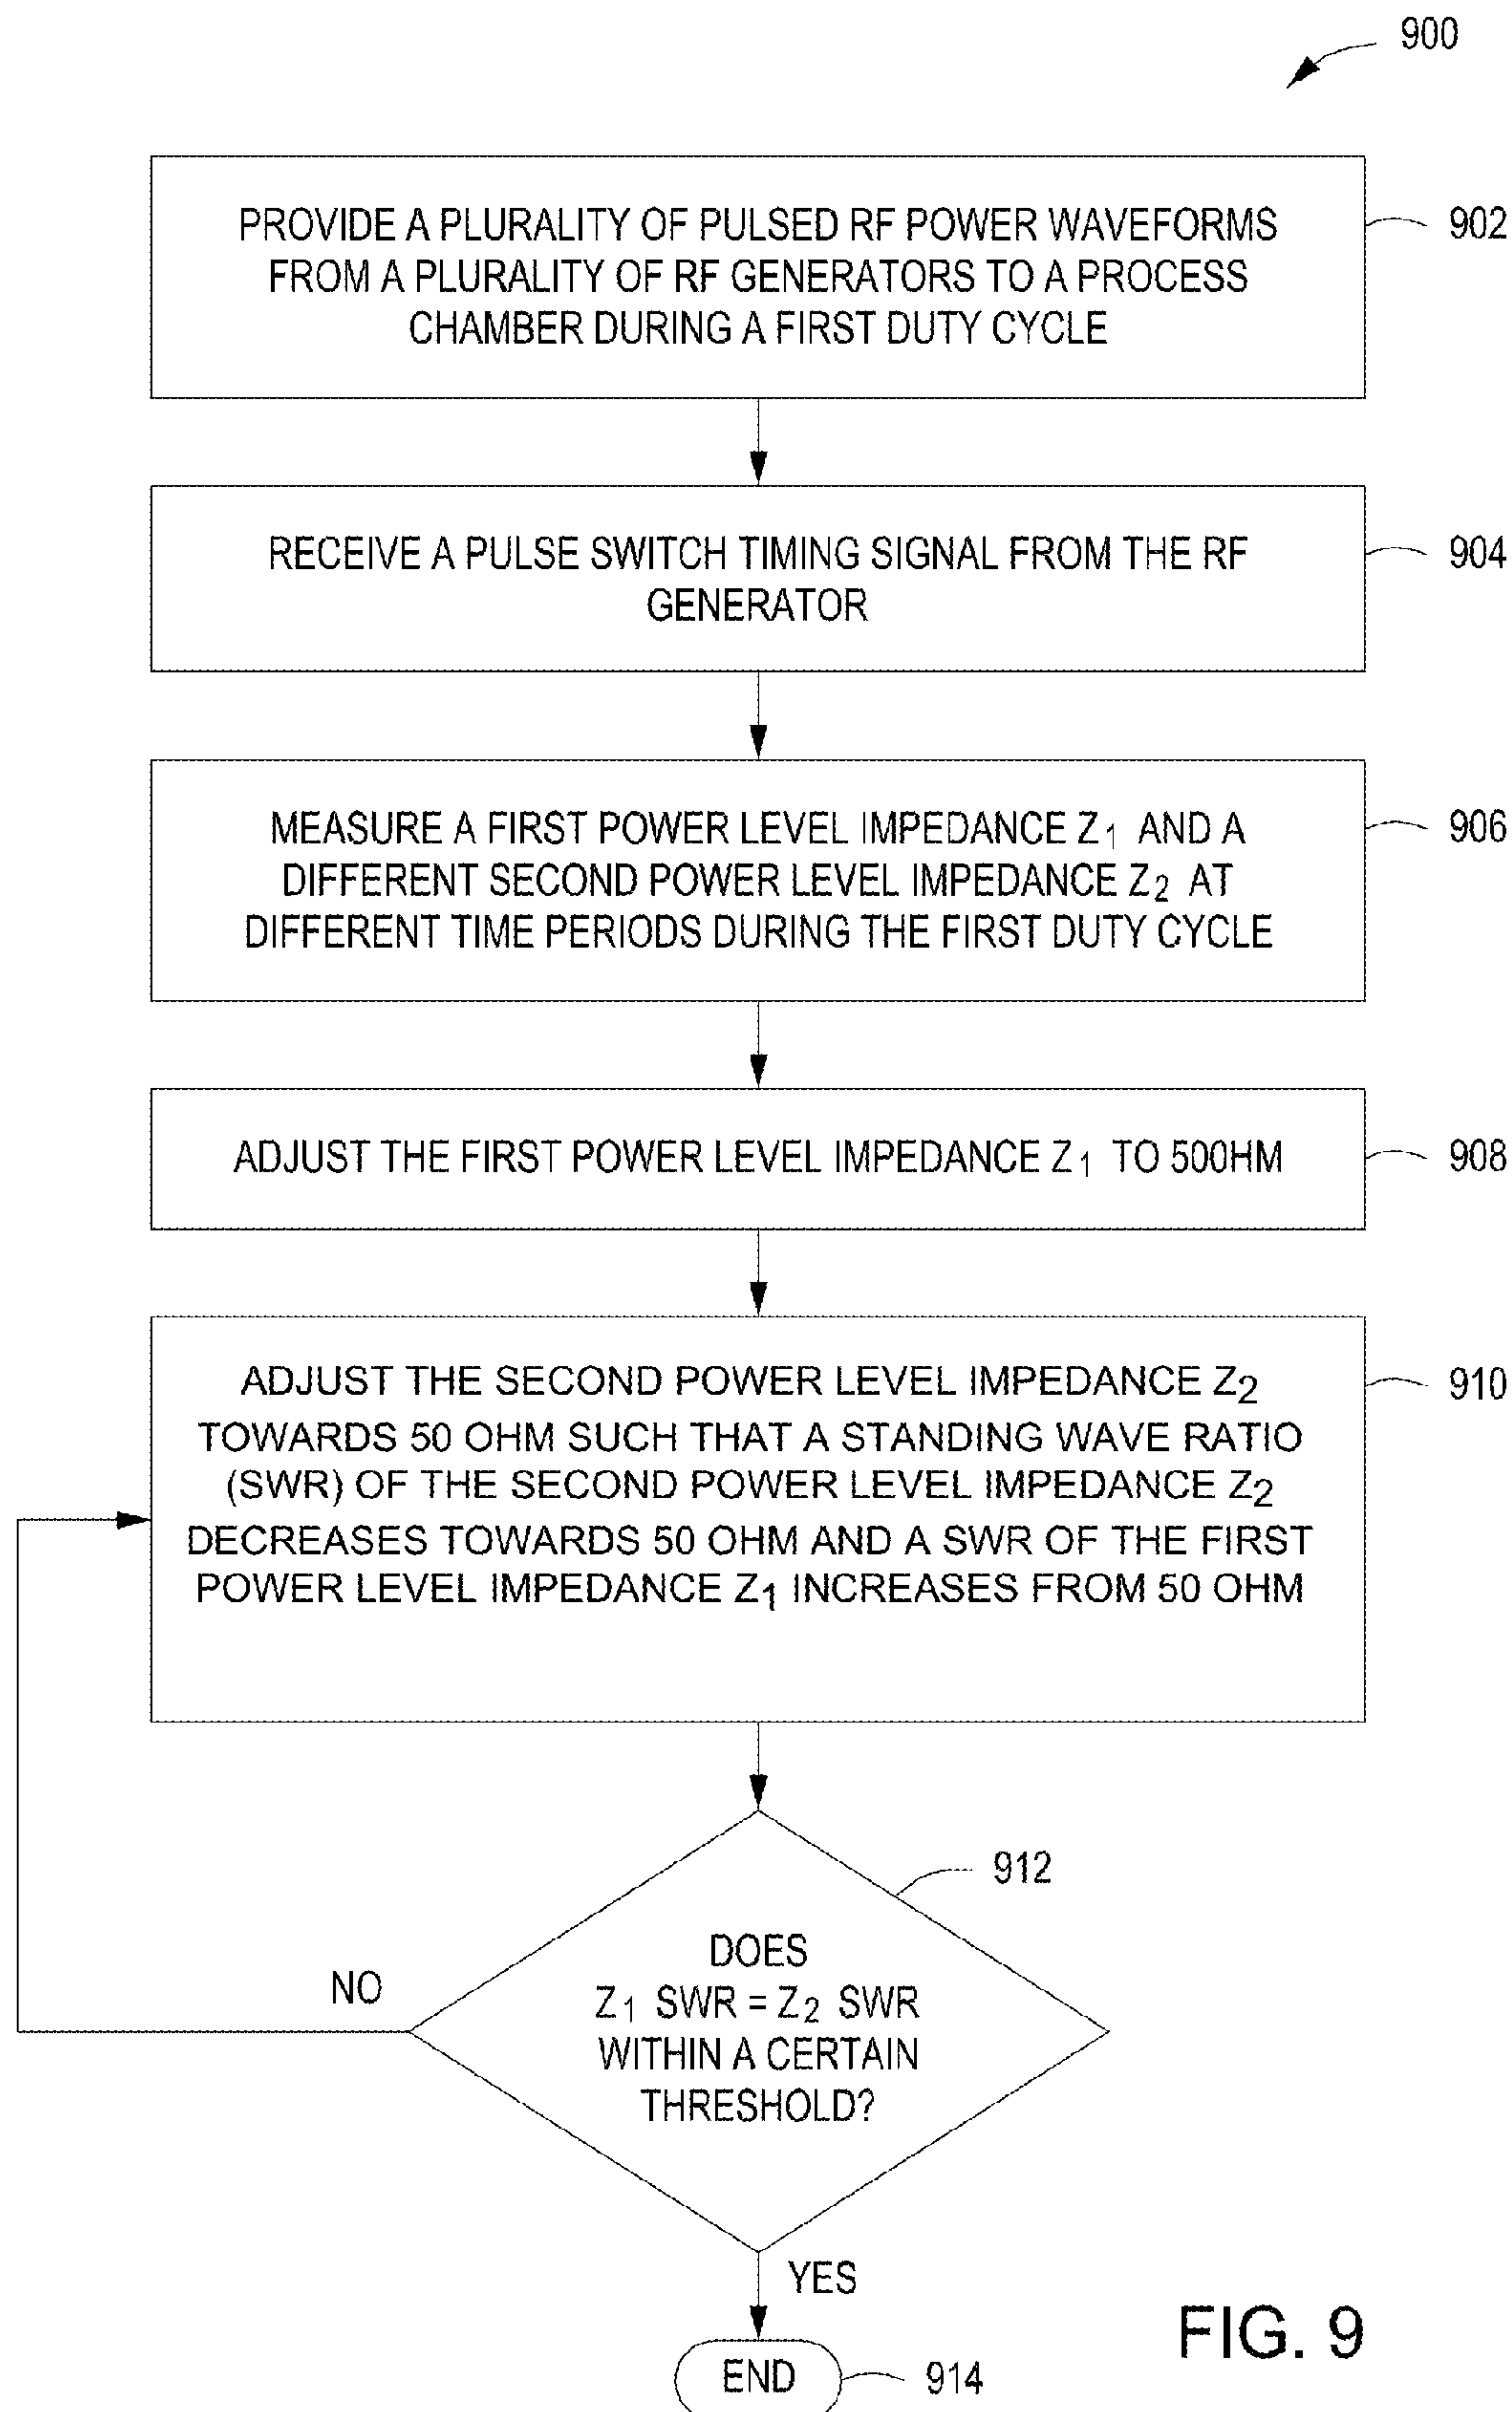 900
PROVIDE A PLURALITY OF PULSED RF POWER WAVEFORMS
FROM A PLURALITY OF RF GENERATORS TO A PROCESS
CHAMBER DURING A FIRST DUTY CYCLE
902
RECEIVE A PULSE SWITCH TIMING SIGNAL FROM THE RF
GENERATOR
904
MEASURE A FIRST POWER LEVEL IMPEDANCE Z1 AND A
DIFFERENT SECOND POWER LEVEL IMPEDANCE Z2 AT
DIFFERENT TIME PERIODS DURING THE FIRST DUTY CYCLE
906
ADJUST THE FIRST POWER LEVEL IMPEDANCE Z1 TO 50OHM
908
ADJUST THE SECOND POWER LEVEL IMPEDANCE Z2
TOWARDS 50 OHM SUCH THAT A STANDING WAVE RATIO
(SWR) OF THE SECOND POWER LEVEL IMPEDANCE Z2
DECREASES TOWARDS 50 OHM AND A SWR OF THE FIRST
POWER LEVEL IMPEDANCE Z1 INCREASES FROM 50 OHM
910
912
DOES
Z1 SWR = Z2 SWR
WITHIN A CERTAIN
THRESHOLD?
NO
YES
END
914
FIG. 9